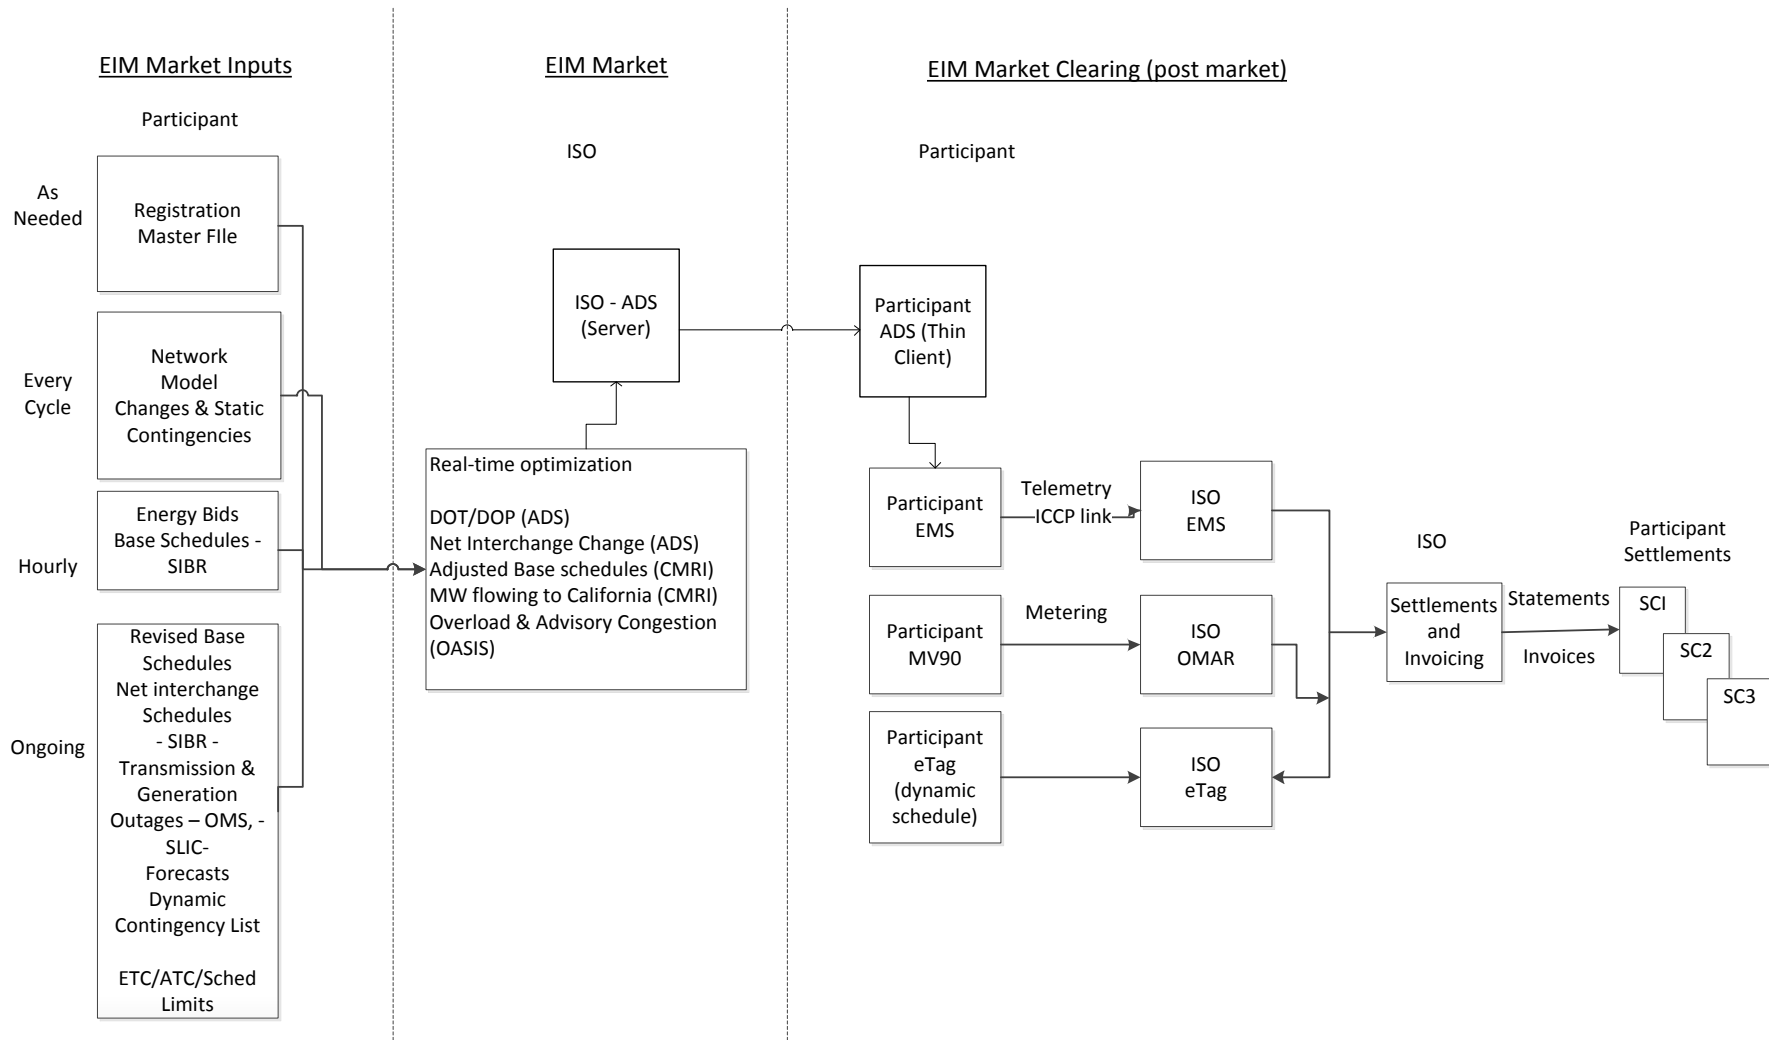 EIM Market Inputs
EIM Market
EIM Market Clearing (post market)
Participant
ISO
Participant
As
Needed
Registration
Master FIle
Every
Cycle
Network
Model
Changes & Static
Contingencies
Hourly
Energy Bids
Base Schedules -
SIBR
Ongoing
Revised Base
Schedules
Net interchange
Schedules
- SIBR -
Transmission &
Generation
Outages – OMS, -
SLIC-
Forecasts
Dynamic
Contingency List
ETC/ATC/Sched
Limits
ISO - ADS
(Server)
Real-time optimization
DOT/DOP (ADS)
Net Interchange Change (ADS)
Adjusted Base schedules (CMRI)
MW flowing to California (CMRI)
Overload & Advisory Congestion
(OASIS)
Participant
ADS (Thin
Client)
Participant
EMS
Telemetry
ICCP link
ISO
EMS
Participant
MV90
Metering
ISO
OMAR
Participant
eTag
(dynamic
schedule)
ISO
eTag
ISO
Settlements
and
Invoicing
Statements
Invoices
Participant
Settlements
SCI
SC2
SC3